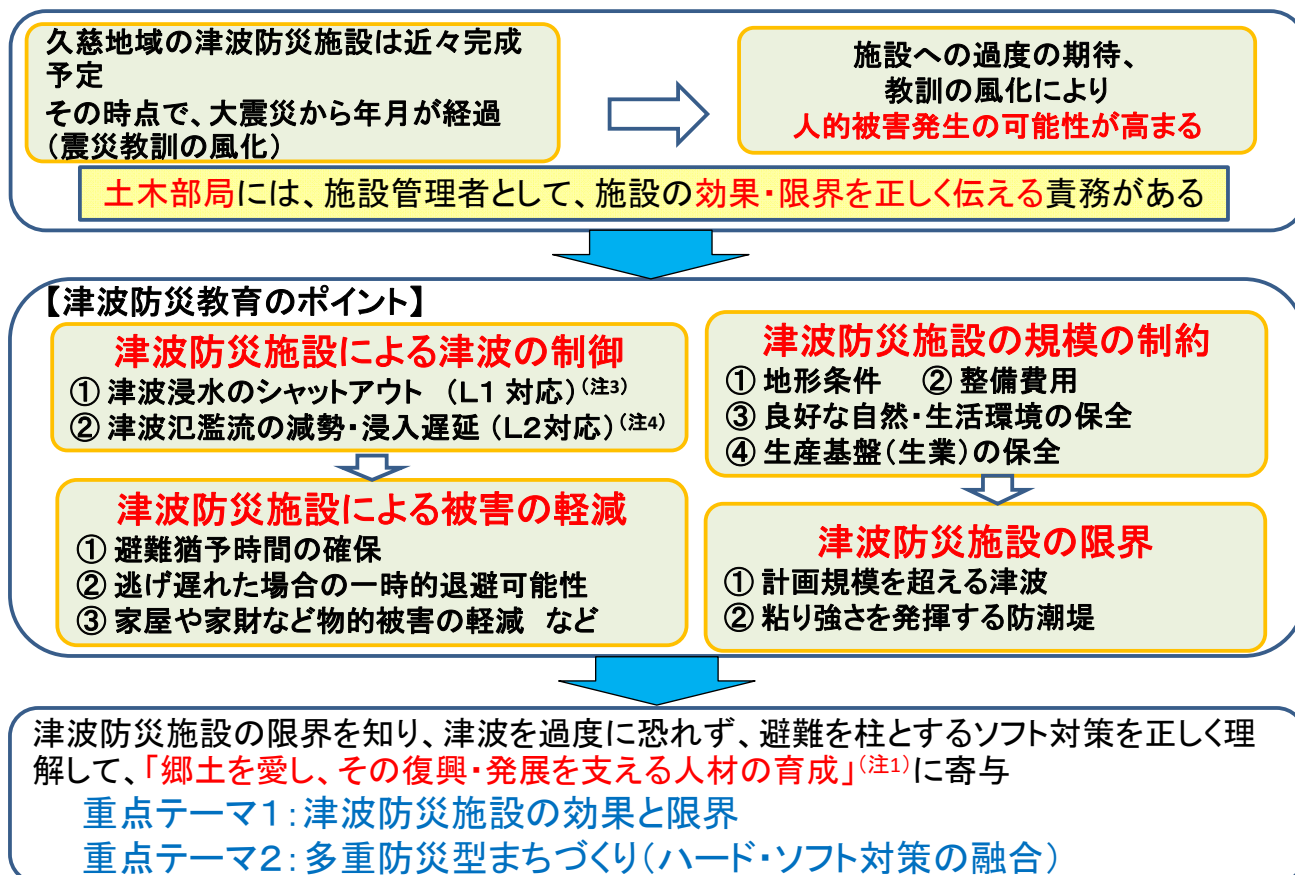 久慈地域の津波防災施設は近々完成
予定
その時点で、大震災から年月が経過
（震災教訓の風化）
施設への過度の期待、
教訓の風化により
人的被害発生の可能性が高まる
土木部局には、施設管理者として、施設の効果・限界を正しく伝える責務がある
【津波防災教育のポイント】
津波防災施設による津波の制御
① 津波浸水のシャットアウト （L１対応）(注3)
② 津波氾濫流の減勢・浸入遅延（L２対応）(注4)
津波防災施設による被害の軽減
① 避難猶予時間の確保
② 逃げ遅れた場合の一時的退避可能性
③ 家屋や家財など物的被害の軽減 など
津波防災施設の規模の制約
① 地形条件 ② 整備費用
③ 良好な自然・生活環境の保全
④ 生産基盤（生業）の保全
津波防災施設の限界
① 計画規模を超える津波
② 粘り強さを発揮する防潮堤
津波防災施設の限界を知り、津波を過度に恐れず、避難を柱とするソフト対策を正しく理
解して、「郷土を愛し、その復興・発展を支える人材の育成」(注1)に寄与
重点テーマ１：津波防災施設の効果と限界
重点テーマ２：多重防災型まちづくり（ハード・ソフト対策の融合）